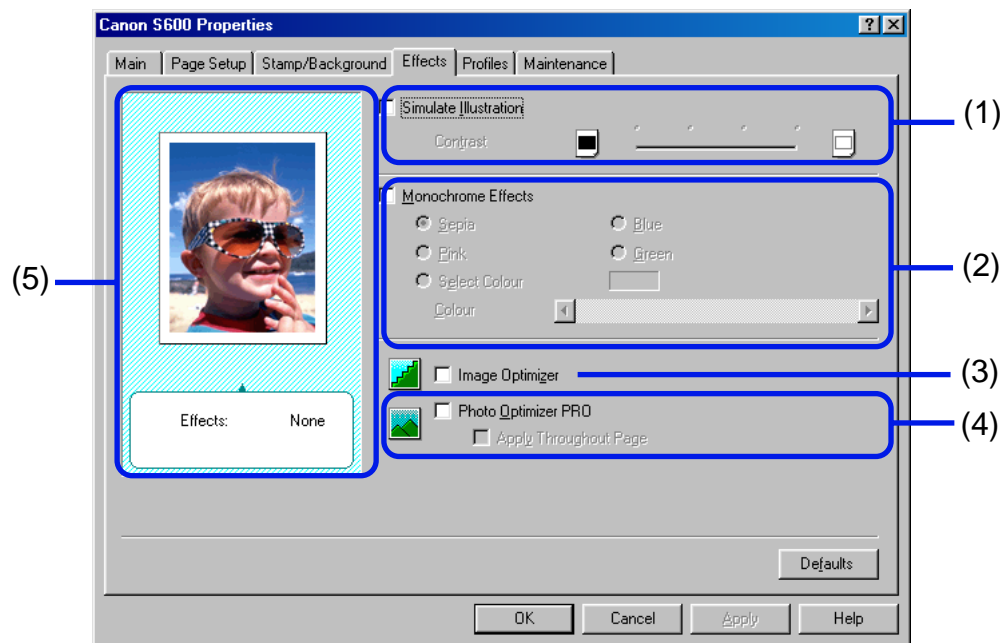 Canon S600 Properties
Main Page Setup Stamp/Background Effects Profiles Maintenance
Simulate Illustration
Contrast
(1)
Monochrome Effects
Sepia Blue
Pink Green
Select Colour
Colour
(2)
(5)
Image Optimizer
(3)
Photo Optimizer PRO
Apply Throughout Page
(4)
Effects: None
Defaults
OK Cancel Apply Help